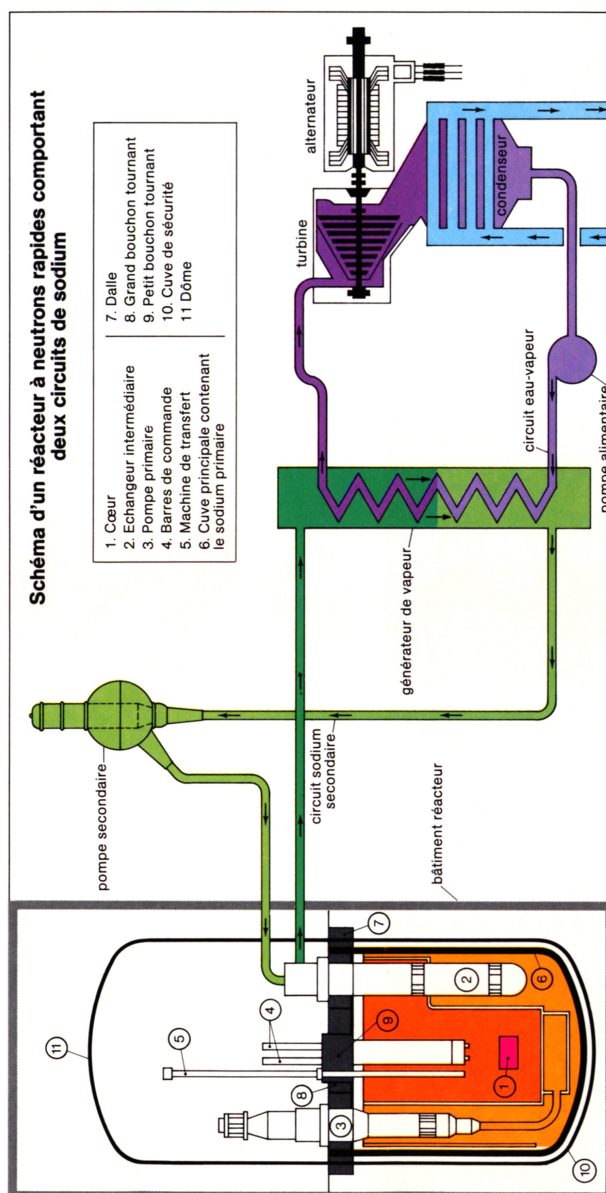 Schéma d'un réacteur à neutrons rapides comportant
deux circuits de sodium
1. Cœur
2. Echangeur intermédiaire
3. Pompe primaire
4. Barres de commande
5. Machine de transfert
6. Cuve principale contenant
le sodium primaire
7. Dalle
8. Grand bouchon tournant
9. Petit bouchon tournant
10. Cuve de sécurité
11 Dôme
pompe secondaire
circuit sodium
secondaire
bâtiment réacteur
générateur de vapeur
turbine
alternateur
condenseur
circuit eau-vapeur
pompe alimentaire
11
5
4
8
9
7
3
2
1
6
10